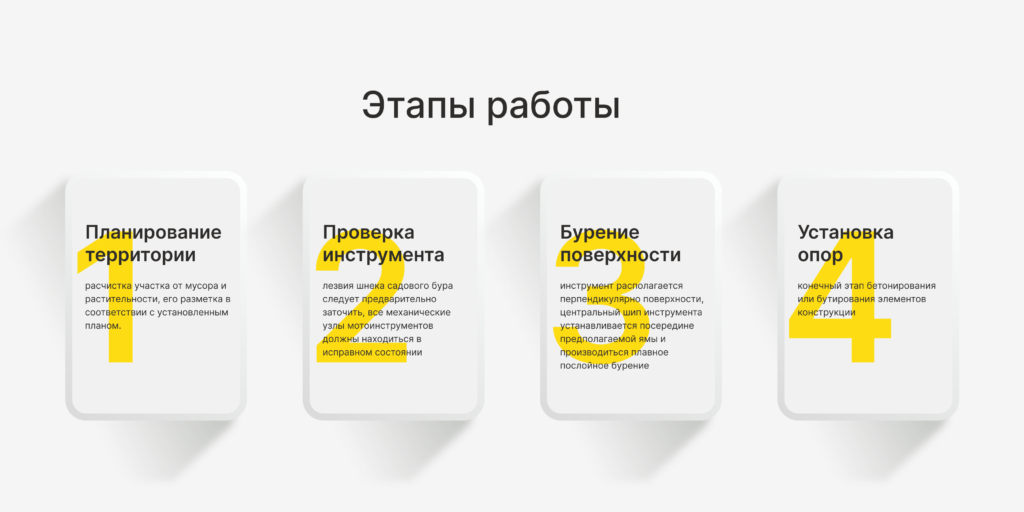 Этапы работы
1
Планирование
территории
расчистка участка от мусора и
растительности, его разметка в
соответствии с установленным
планом.
2
Проверка
инструмента
лезвия шнека садового бура
следует предварительно
заточить, все механические
узлы мотоинструментов
должны находиться в
исправном состоянии
3
Бурение
поверхности
инструмент располагается
перпендикулярно поверхности,
центральный шип инструмента
устанавливается посередине
предполагаемой ямы и
производиться плавное
послойное бурение
4
Установка
опор
конечный этап бетонирования
или бутирования элементов
конструкции